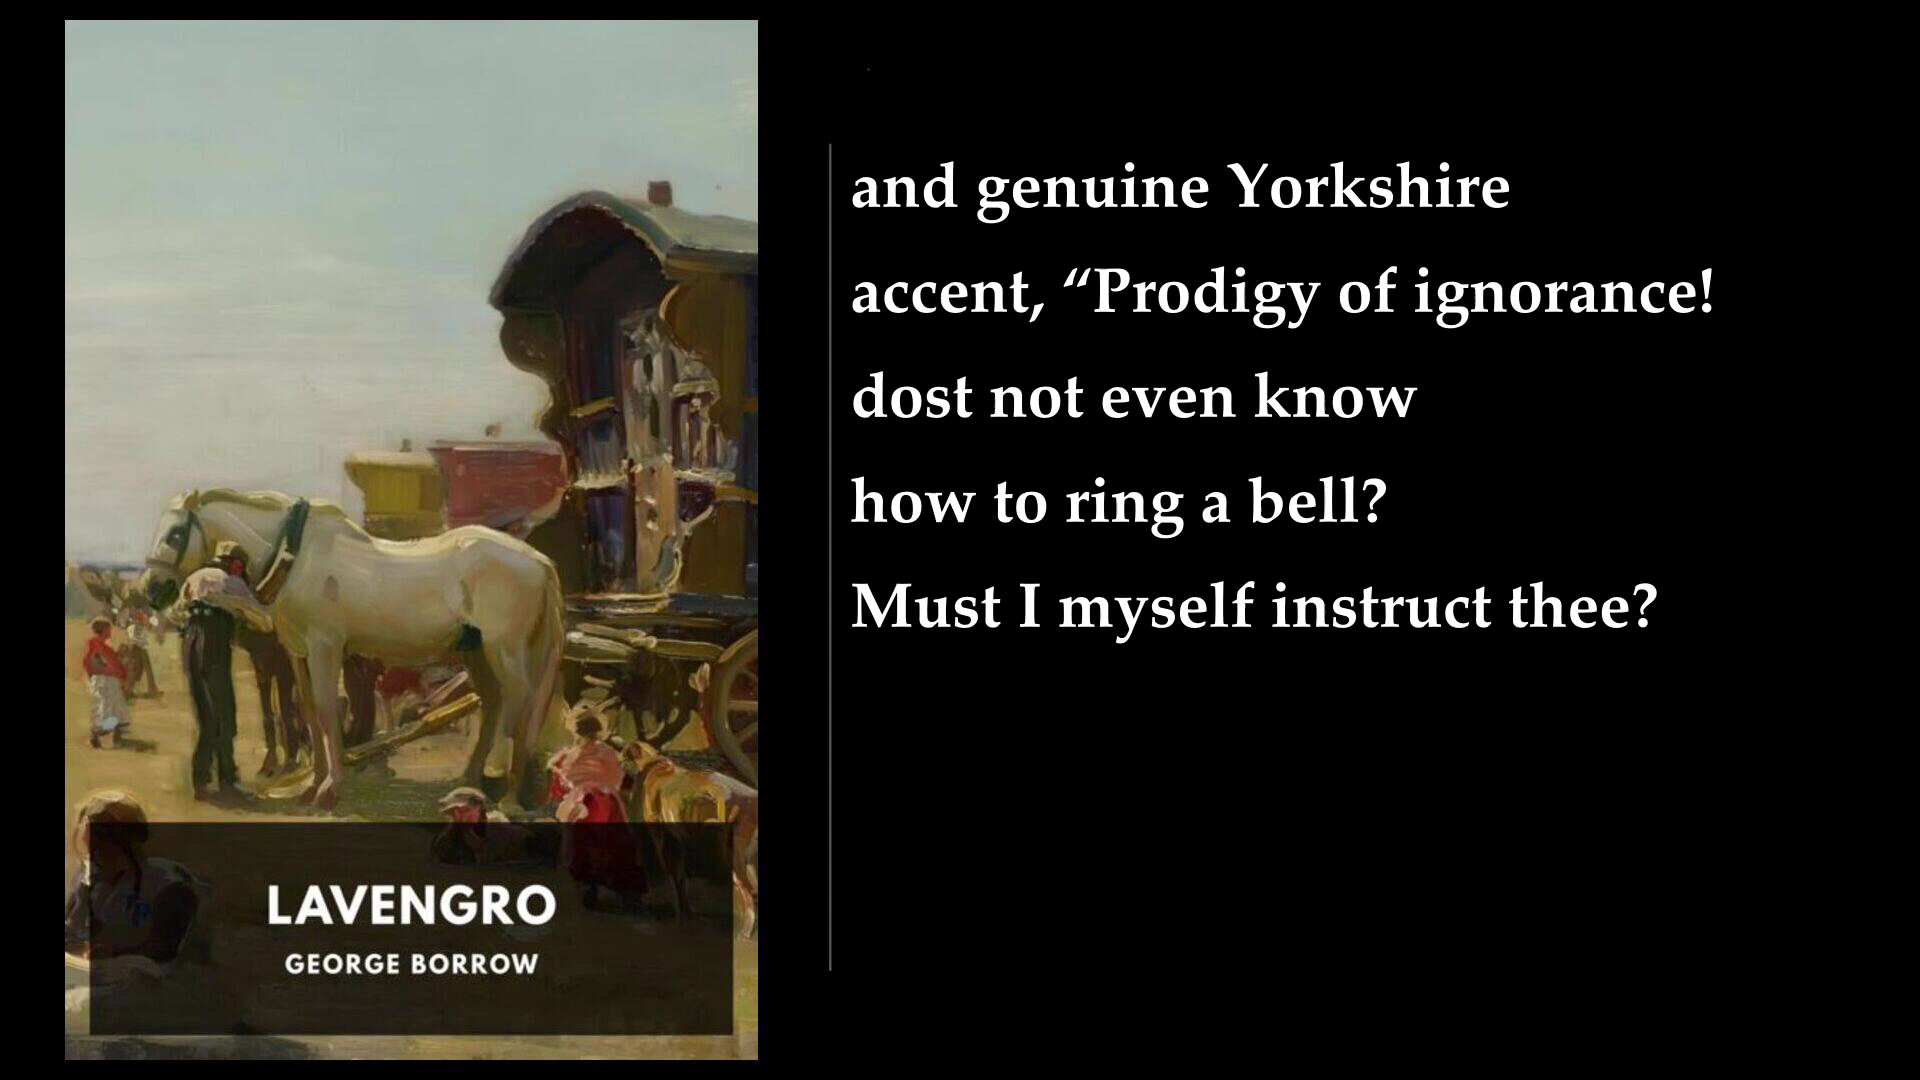 and genuine Yorkshire
accent, “Prodigy of ignorance!
dost not even know
how to ring a bell?
Must I myself instruct thee?
LAVENGRO
GEORGE BORROW